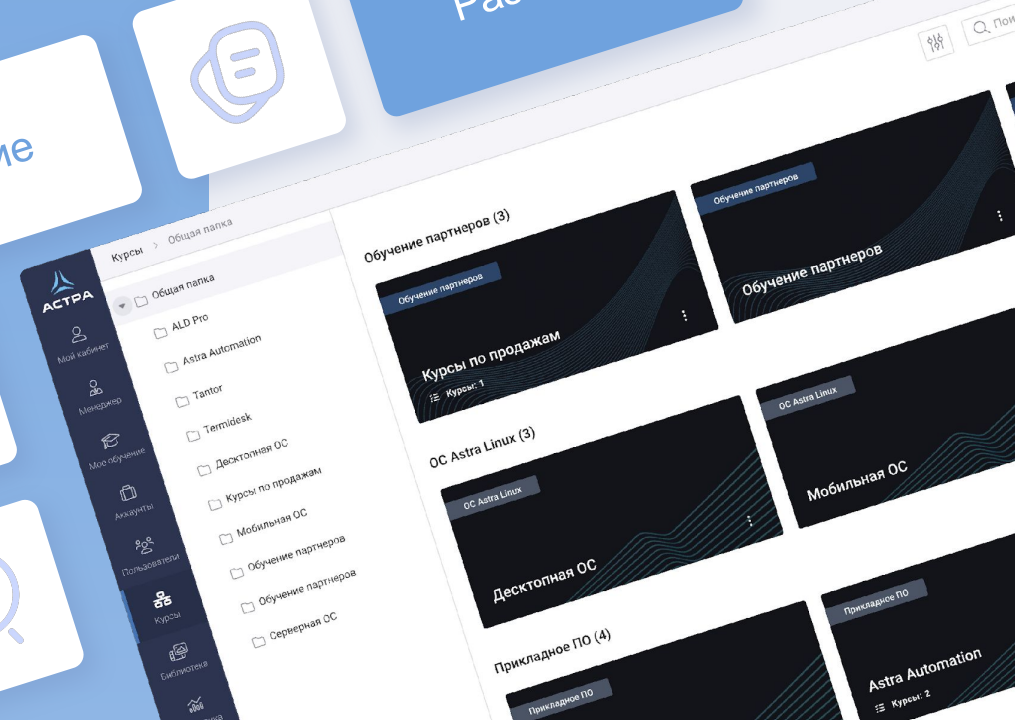 Курсы > Общая папка
АСТРА
Мой кабинет
Менеджер
Мое обучение
Аккаунты
Пользователи
Курсы
Библиотека
Общая папка
ALD Pro
Astra Automation
Tantor
Termidesk
Десктопная ОС
Курсы по продажам
Мобильная ОС
Обучение партнеров
Обучение партнеров
Серверная ОС
Обучение партнеров (3)
Обучение партнеров
Курсы по продажам
Курсы: 1
Обучение партнеров
Обучение партнеров
ОС Astra Linux (3)
ОС Astra Linux
Десктопная ОС
ОС Astra Linux
Мобильная ОС
Прикладное ПО (4)
Прикладное ПО
Прикладное ПО
Astra Automation
Курсы: 2